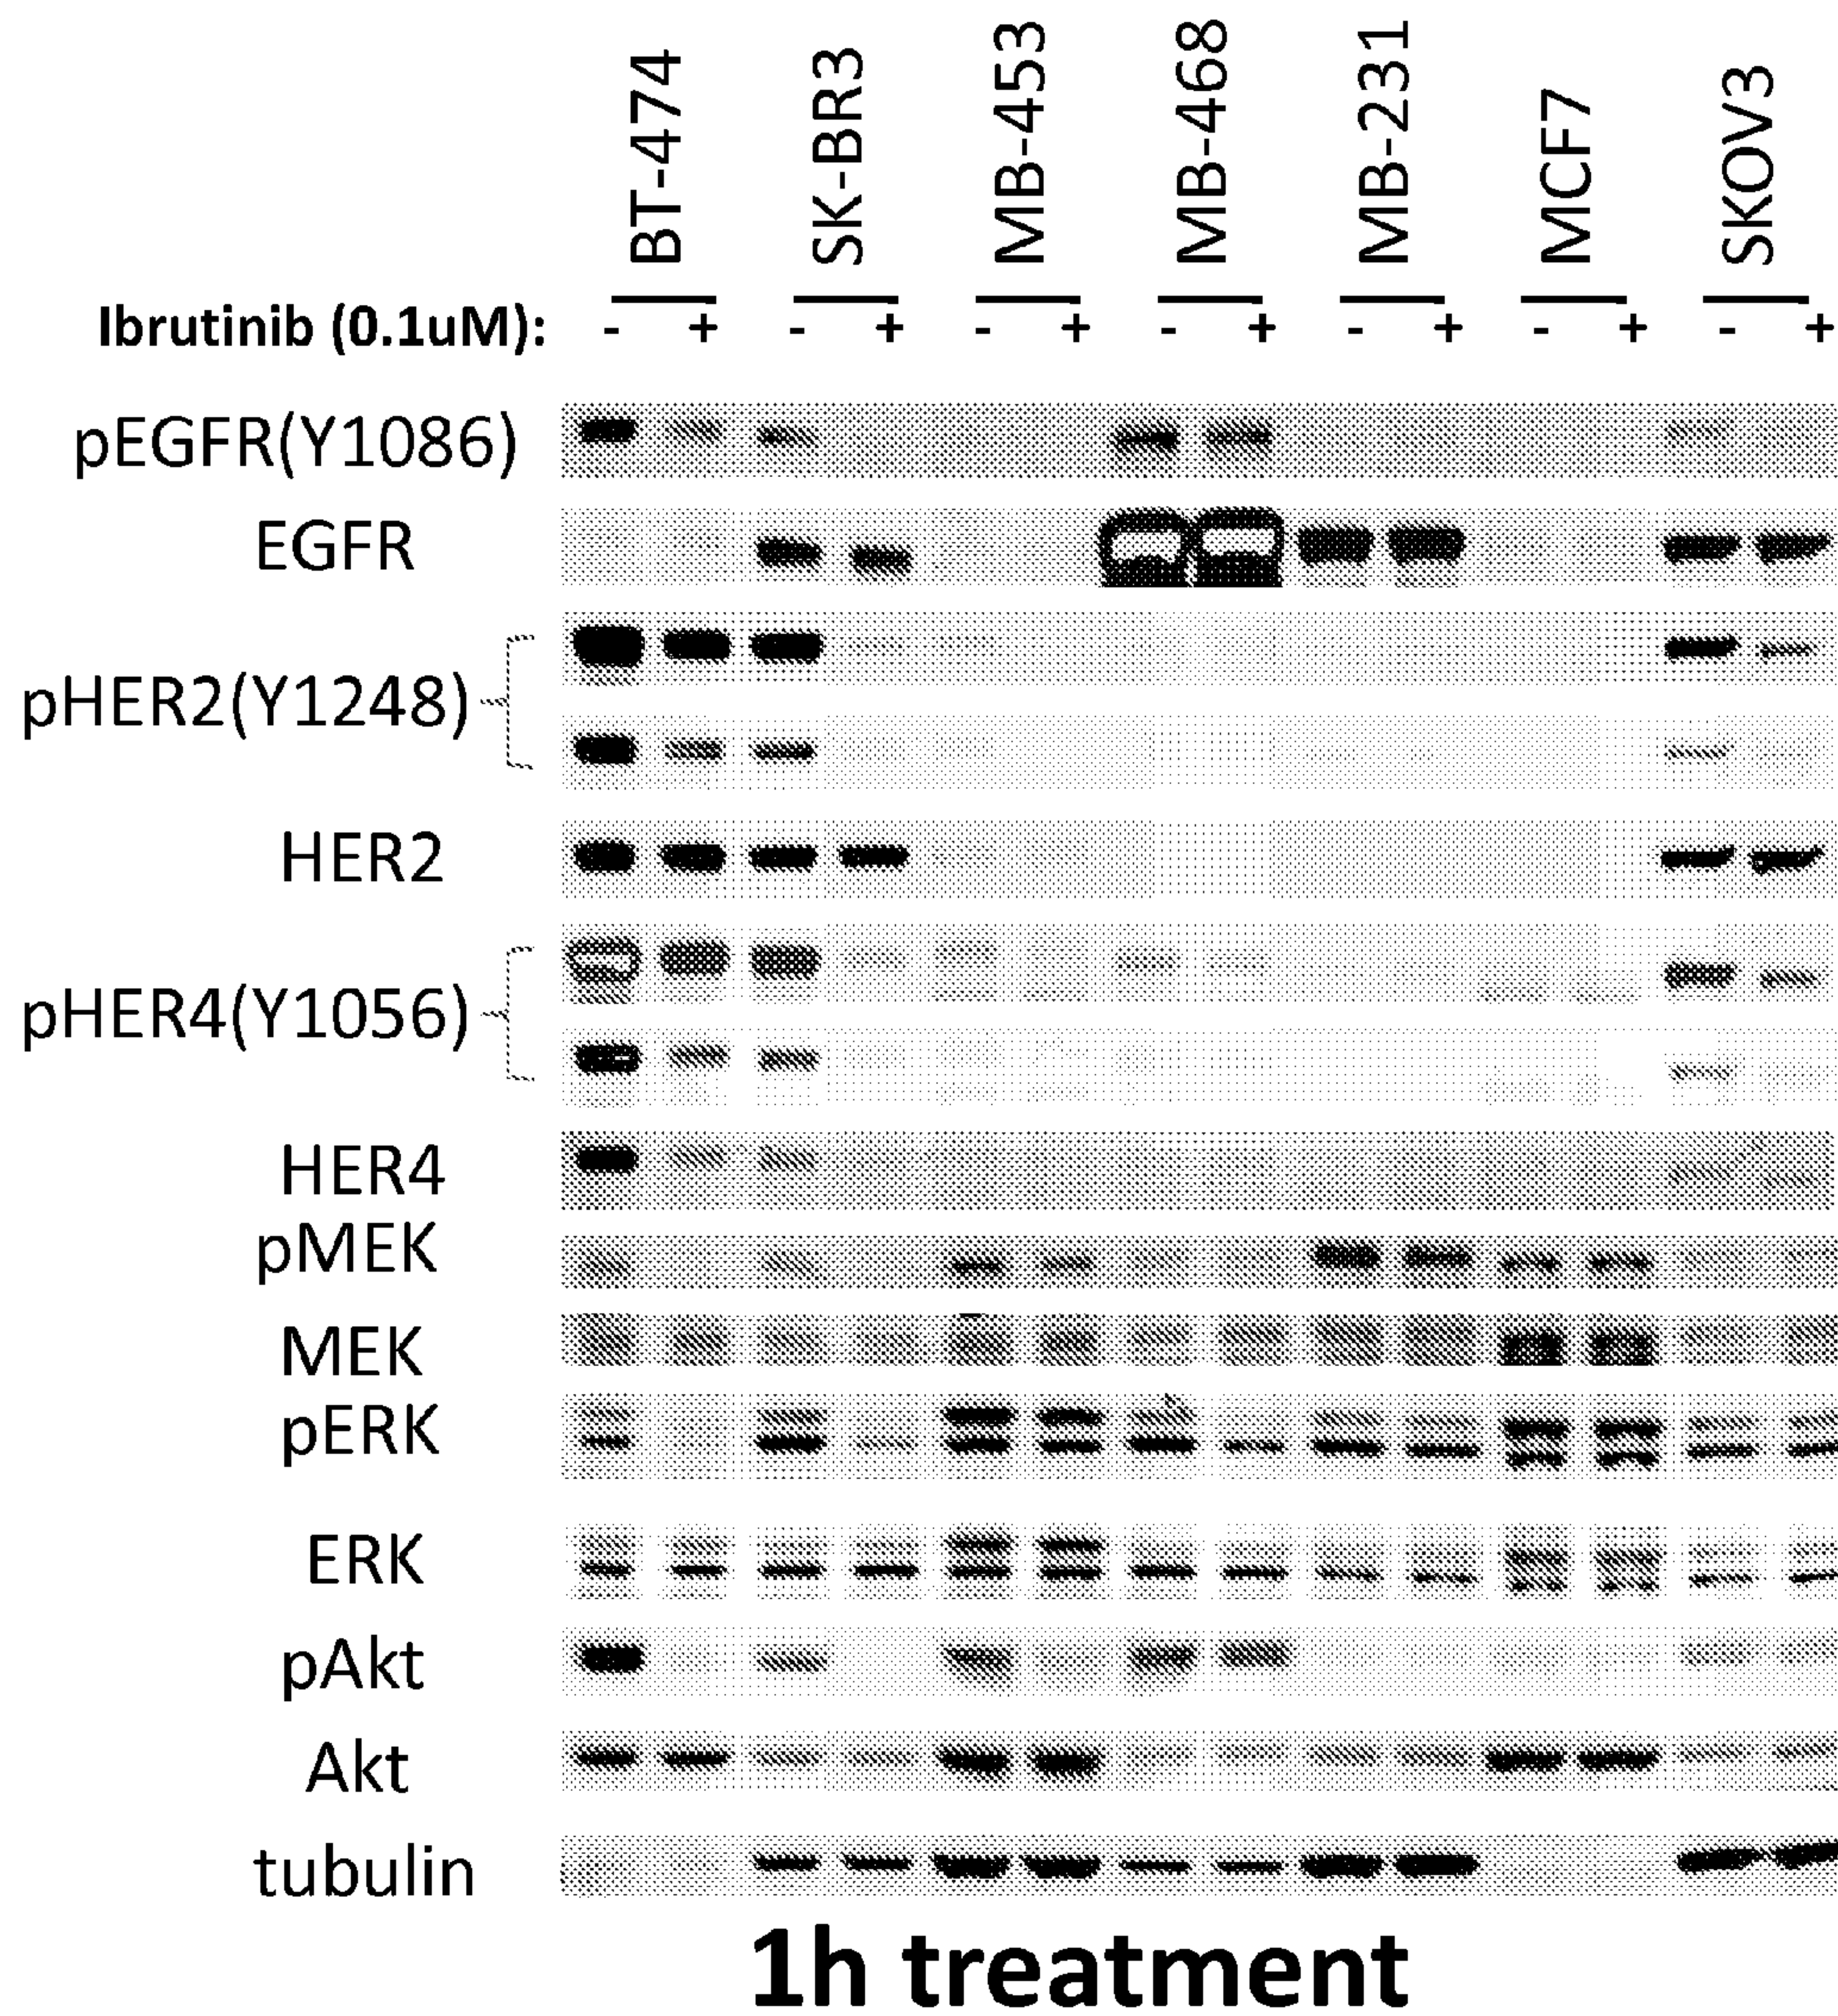 BT-474 SK-BR3 MB-453 MB-468 MB-231 MCF7 SKOV3
Ibrutinib (0.1uM): - + - + - + - + - + - + - +
pEGFR(Y1086)
EGFR
pHER2(Y1248)
HER2
pHER4(Y1056)
HER4
pMEK
MEK
pERK
ERK
pAkt
Akt
tubulin
1h treatment